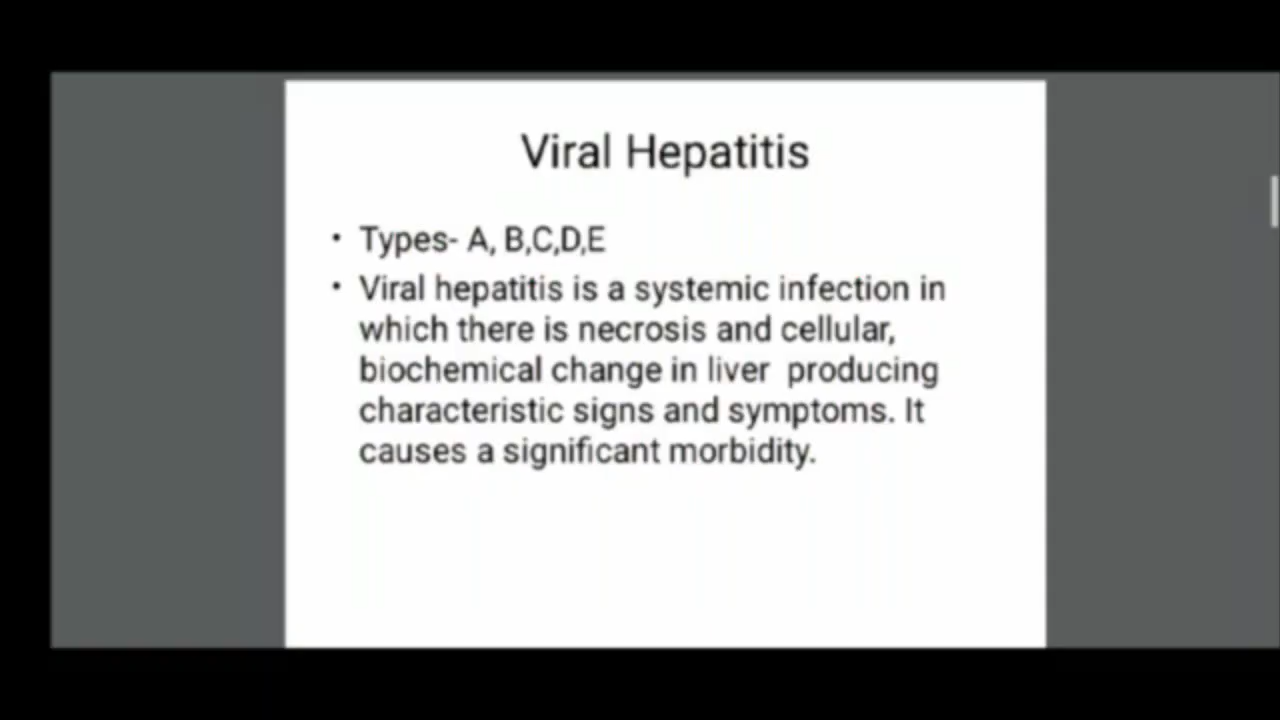 Viral Hepatitis
• Types- A, B,C,D,E
• Viral hepatitis is a systemic infection in
which there is necrosis and cellular,
biochemical change in liver  producing
characteristic signs and symptoms. It
causes a significant morbidity.